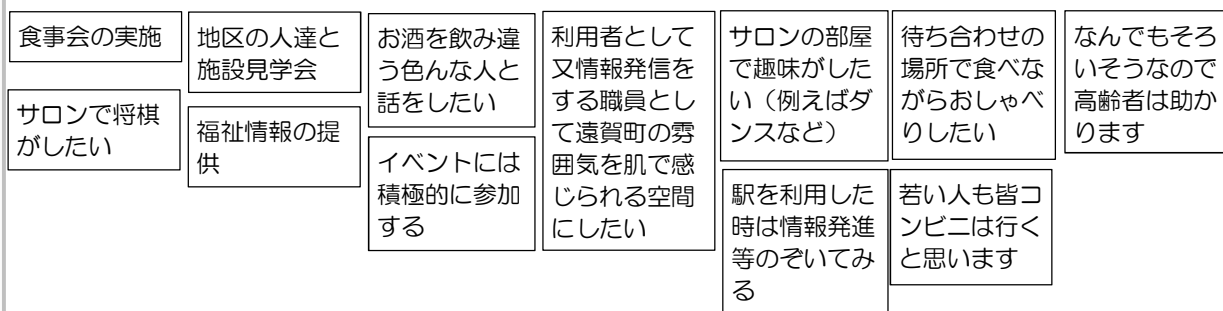 食事会の実施
サロンで将棋
がしたい
地区の人達と
施設見学会
福祉情報の提
供
お酒を飲み違
う色んな人と
話をしたい
イベントには
積極的に参加
する
利用者として
又情報発信を
する職員とし
て遠賀町の雰
囲気を肌で感
じられる空間
にしたい
サロンの部屋
で趣味がした
い（例えばダ
ンスなど）
駅を利用した
時は情報発進
等のぞいてみ
る
待ち合わせの
場所で食べな
がらおしゃべ
りしたい
若い人も皆コ
ンビニは行く
と思います
なんでもそろ
いそうなので
高齢者は助か
ります